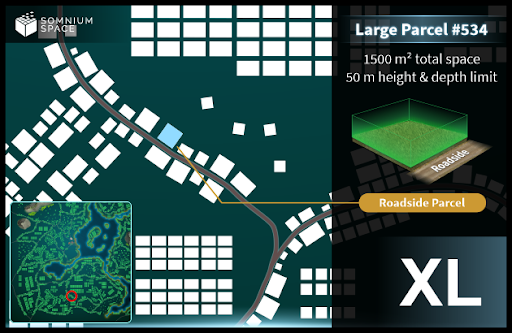 SOMNIUM
SPACE
Large Parcel #534
1500 m² total space
50 m height & depth limit
Roadside
Roadside Parcel
XL